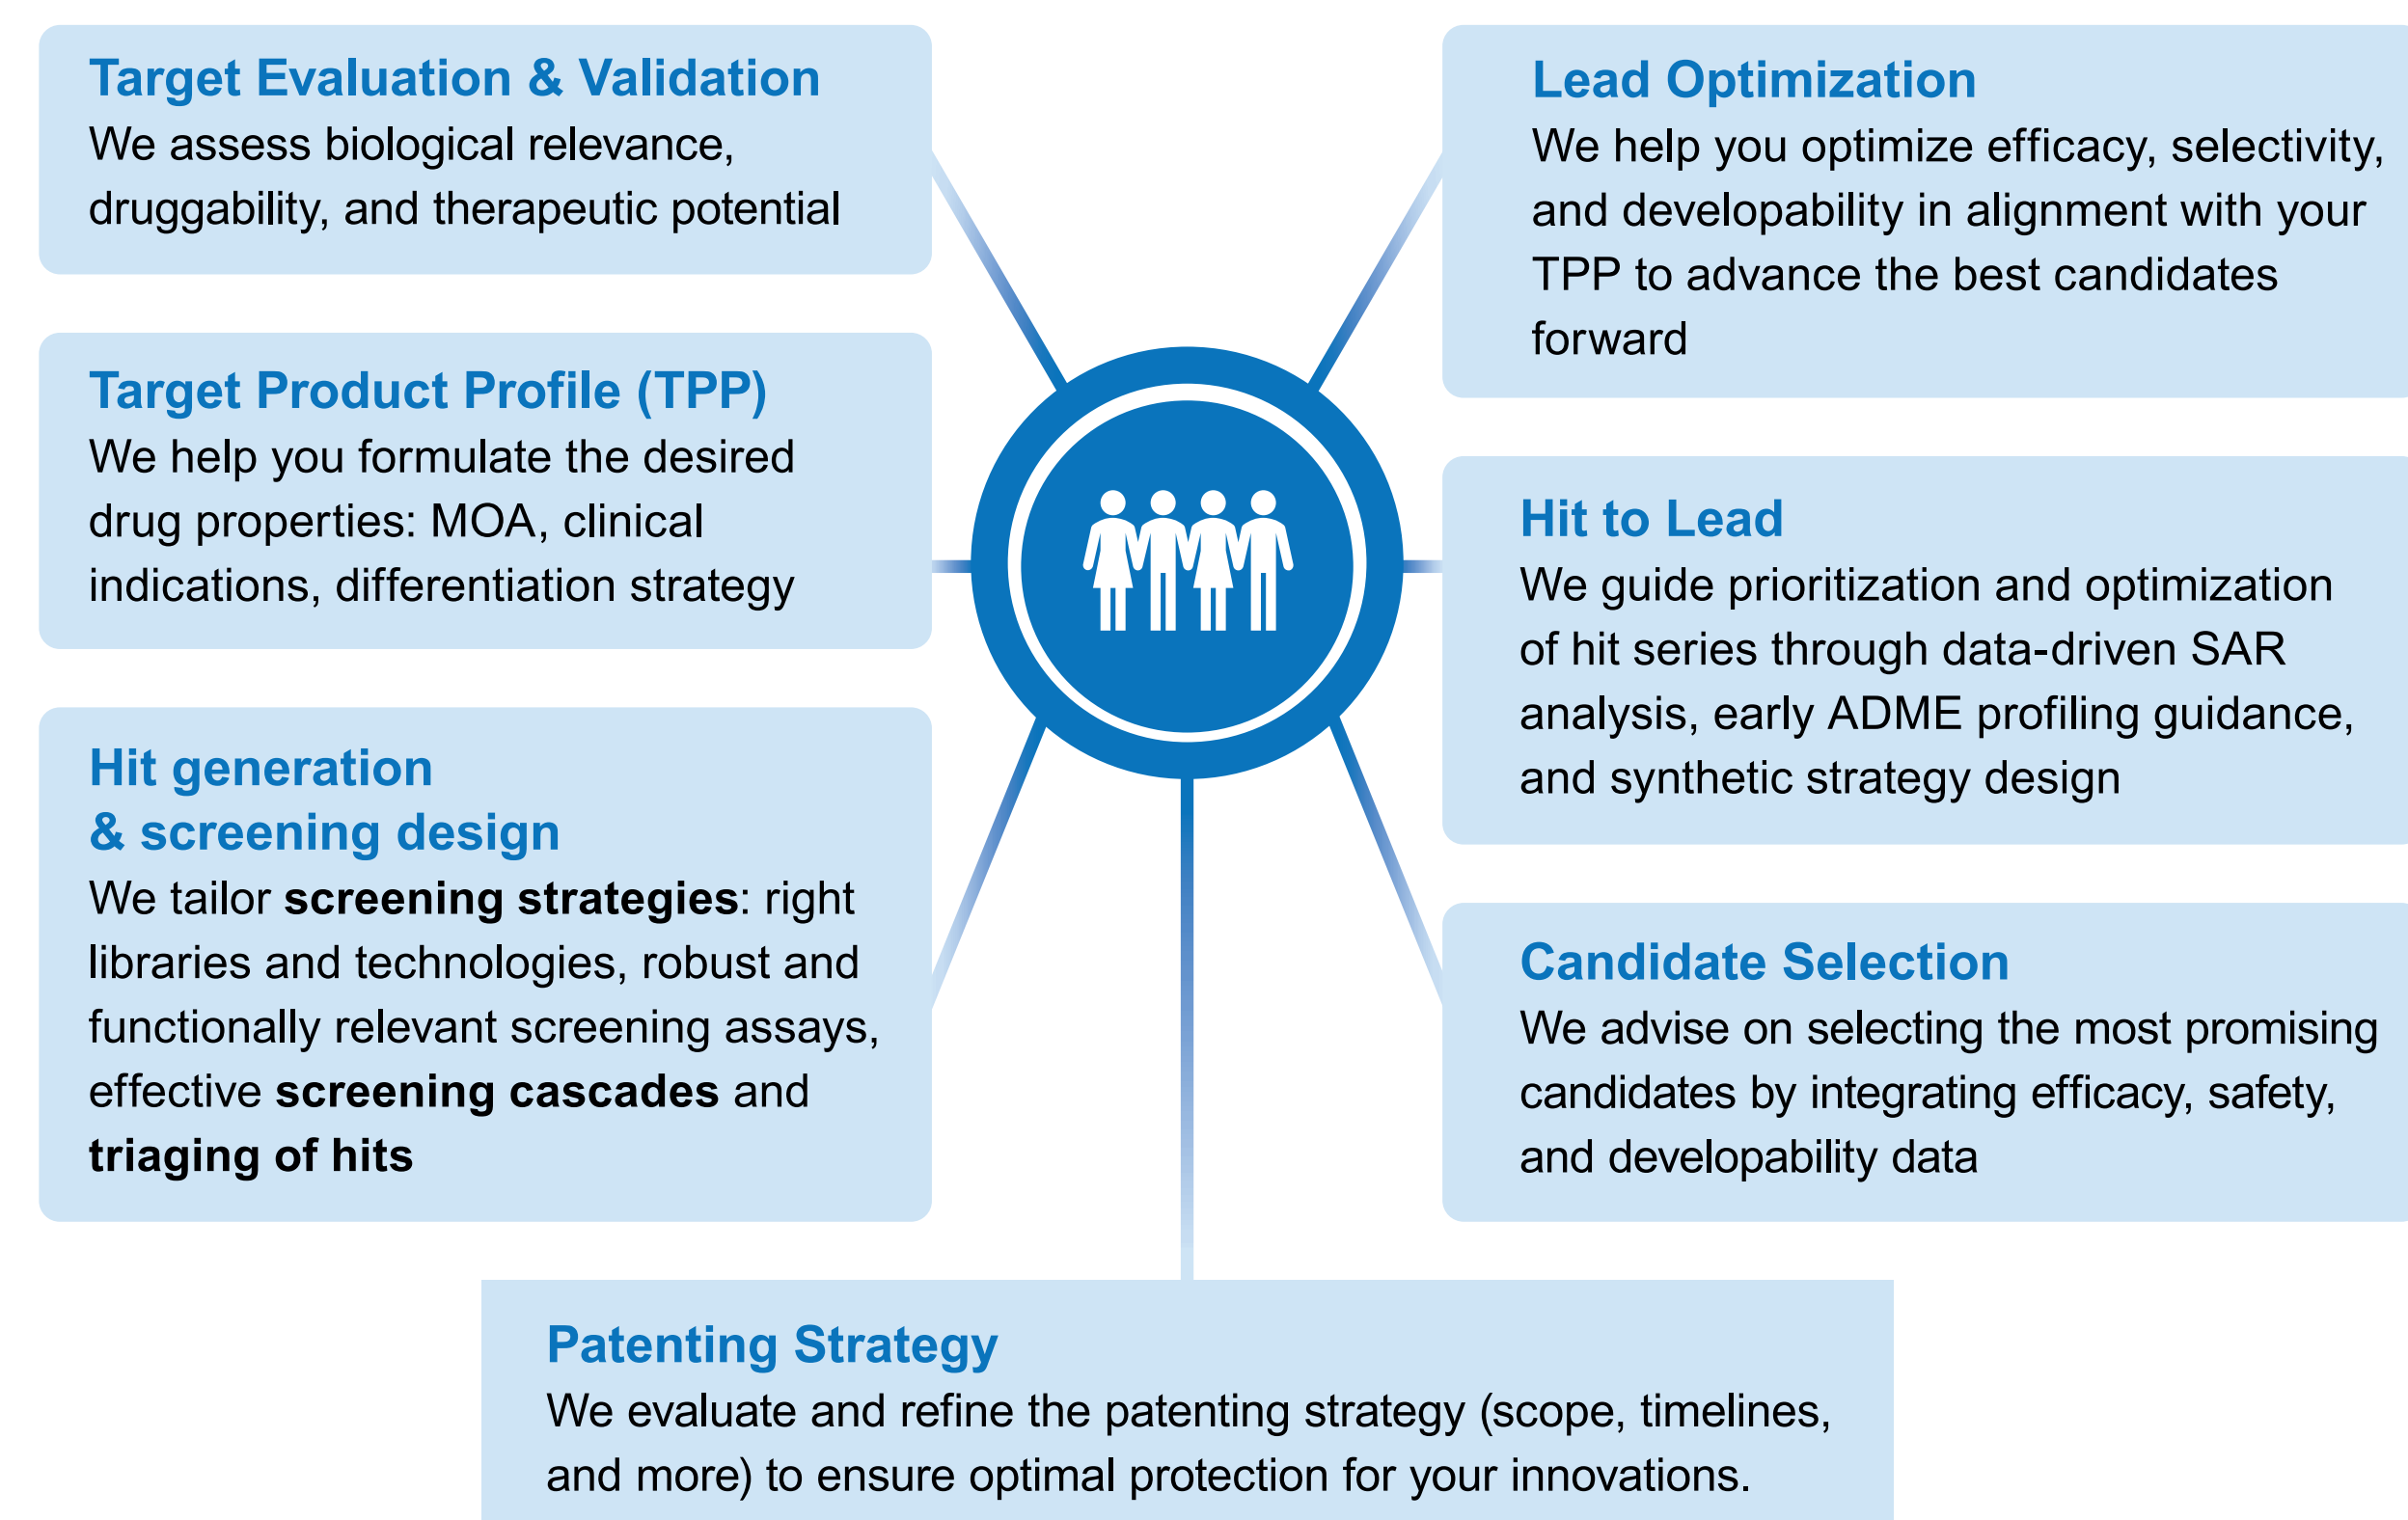 Target Evaluation & Validation
We assess biological relevance,
druggability, and therapeutic potential
Target Product Profile (TPP)
We help you formulate the desired
drug properties: MOA, clinical
indications, differentiation strategy
Hit generation
& screening design
We tailor screening strategies: right
libraries and technologies, robust and
functionally relevant screening assays,
effective screening cascades and
triaging of hits
Lead Optimization
We help you optimize efficacy, selectivity,
and developability in alignment with your
TPP to advance the best candidates
forward
Hit to Lead
We guide prioritization and optimization
of hit series through data-driven SAR
analysis, early ADME profiling guidance,
and synthetic strategy design
Candidate Selection
We advise on selecting the most promising
candidates by integrating efficacy, safety,
and developability data
Patenting Strategy
We evaluate and refine the patenting strategy (scope, timelines,
and more) to ensure optimal protection for your innovations.